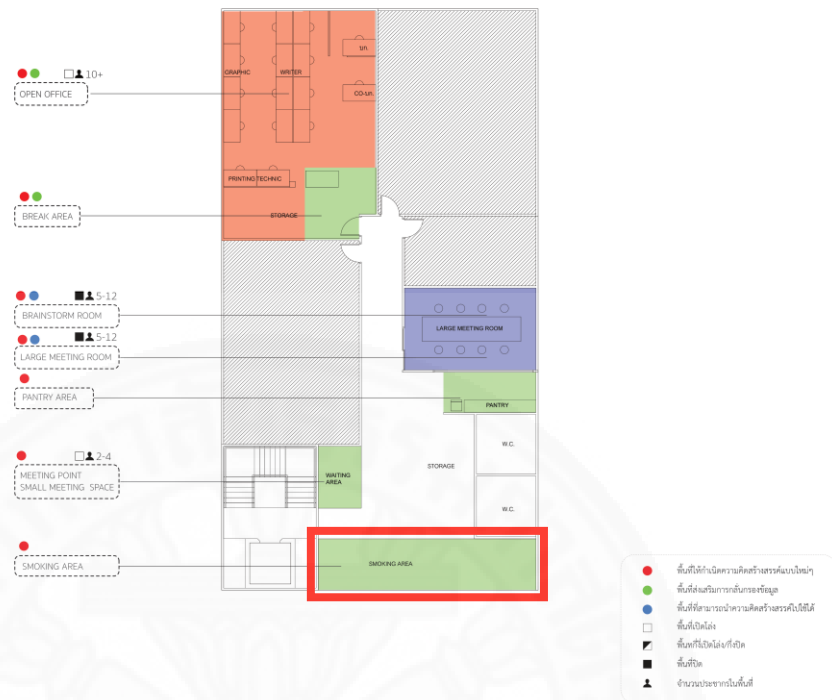 10+
OPEN OFFICE
GRAPHIC
WRITER
บก.
CO-บก.
PRINTING TECHNIC
BREAK AREA
STORAGE
5-12
BRAINSTORM ROOM
5-12
LARGE MEETING ROOM
LARGE MEETING ROOM
PANTRY AREA
PANTRY
W.C.
2-4
MEETING POINT
SMALL MEETING SPACE
WAITING
AREA
STORAGE
W.C.
SMOKING AREA
SMOKING AREA
พื้นที่ให้กำเนิดความคิดสร้างสรรค์แบบใหม่ๆ
พื้นที่ส่งเสริมการกลั่นกรองข้อมูล
พื้นที่ที่สามารถนำความคิดสร้างสรรค์ไปใช้ได้
พื้นที่เปิดโล่ง
พื้นที่กึ่งเปิดโล่ง/กึ่งปิด
พื้นที่ปิด
จำนวนประชากรในพื้นที่